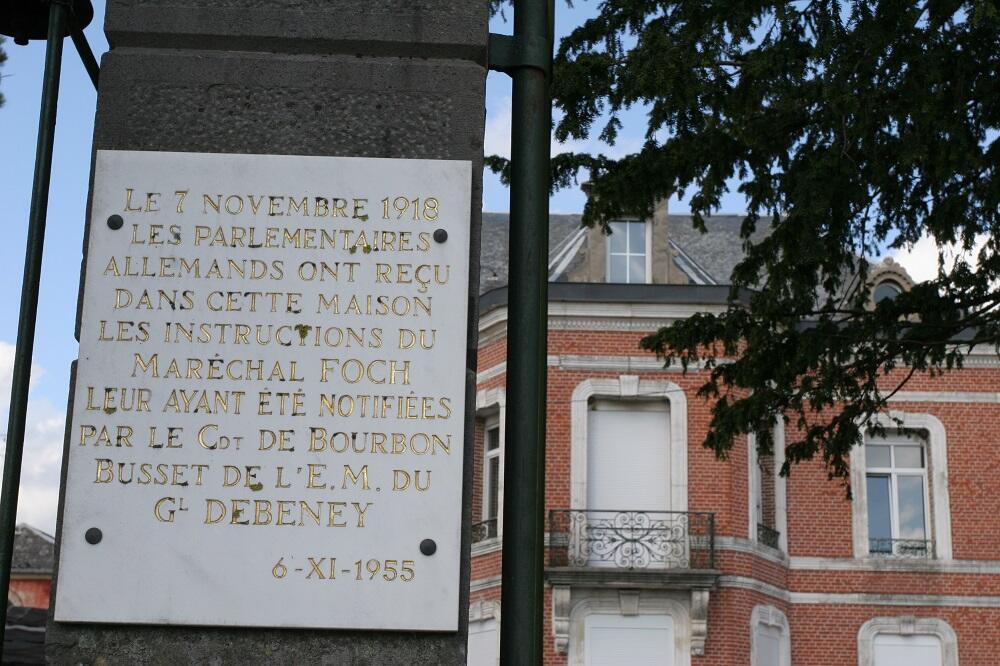 LE 7 NOVEMBRE 1918
LES PARLEMENTAIRES
ALLEMANDS ONT REÇU
DANS CETTE MAISON
LES INSTRUCTIONS DU
MARÉCHAL FOCH
LEUR AYANT ÉTÉ NOTIFIÉES
PAR LE CDT DE BOURBON
BUSSET DE L'E.M. DU
GL DEBENEY
6-XI-1955